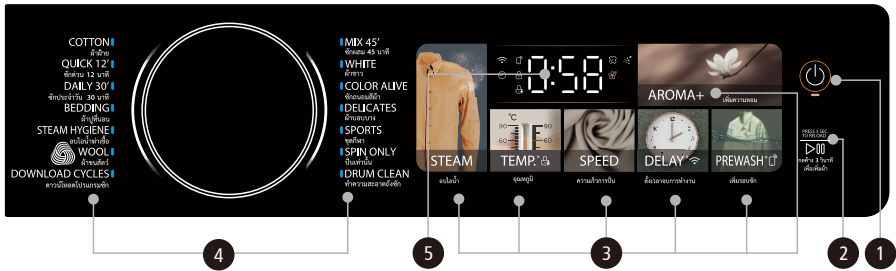 COTTON
ผ้าฝ้าย
QUICK 12'
ซักด่วน 12 นาที
DAILY 30'
ซักประจำวัน 30 นาที
BEDDING
ผ้าปูที่นอน
STEAM HYGIENE
อบไอน้ำฆ่าเชื้อ
WOOL
ผ้าขนสัตว์
DOWNLOAD CYCLES
ดาวน์โหลดโปรแกรมซัก
MIX 45'
ซักผสม 45 นาที
WHITE
ผ้าขาว
COLOR ALIVE
ซักถนอมสีผ้า
DELICATES
ผ้าบอบบาง
SPORTS
ชุดกีฬา
SPIN ONLY
ปั่นเท่านั้น
DRUM CLEAN
ทำความสะอาดถังซัก
0:58
AROMA+
เพิ่มความหอม
°C
90
60
90
60
STEAM
อบไอน้ำ
TEMP.
อุณหภูมิ
SPEED
ความเร็วการปั่น
DELAY
ตั้งเวลาจบการทำงาน
PREWASH
เพิ่มรอบซัก
PRESS 3 SEC.
TO RELOAD
กดค้าง 3 วินาที
เพื่อเพิ่มผ้า
4
5
3
2
1